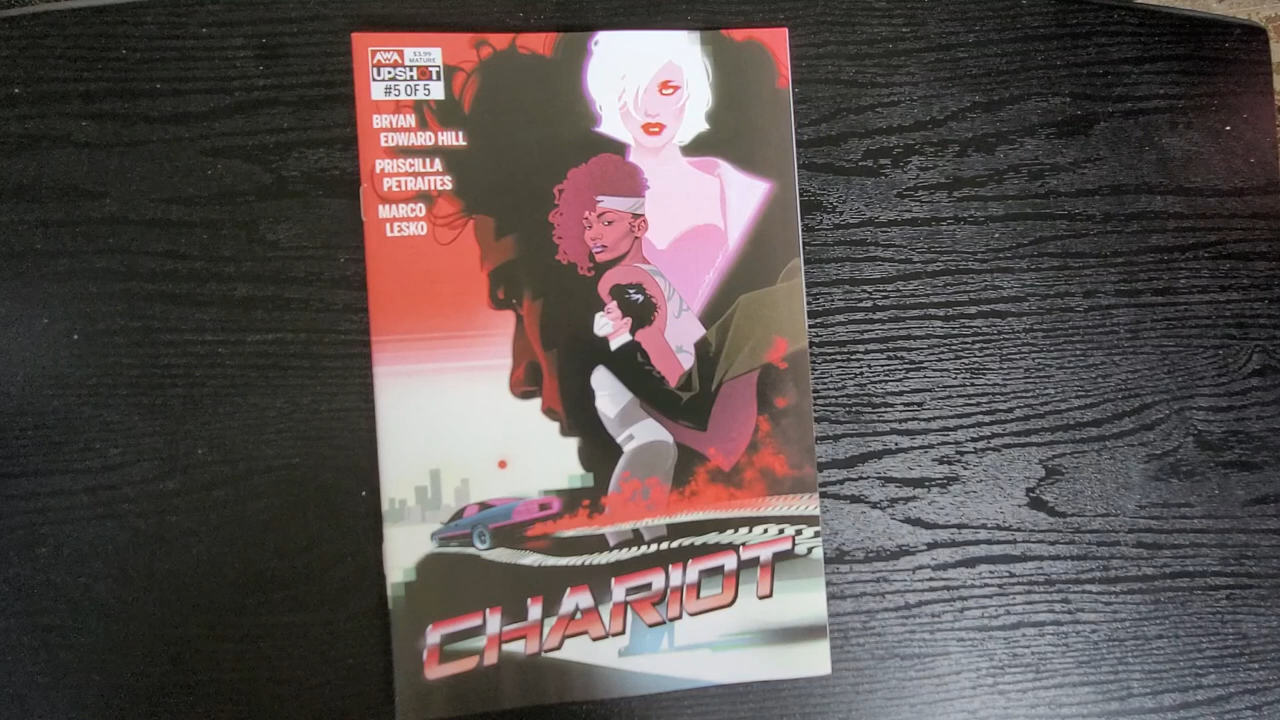 AWA
$3.99
MATURE
UPSHOT
#5 OF 5
BRYAN
EDWARD HILL
PRISCILLA
PETRAITES
MARCO
LESKO
CHARIOT